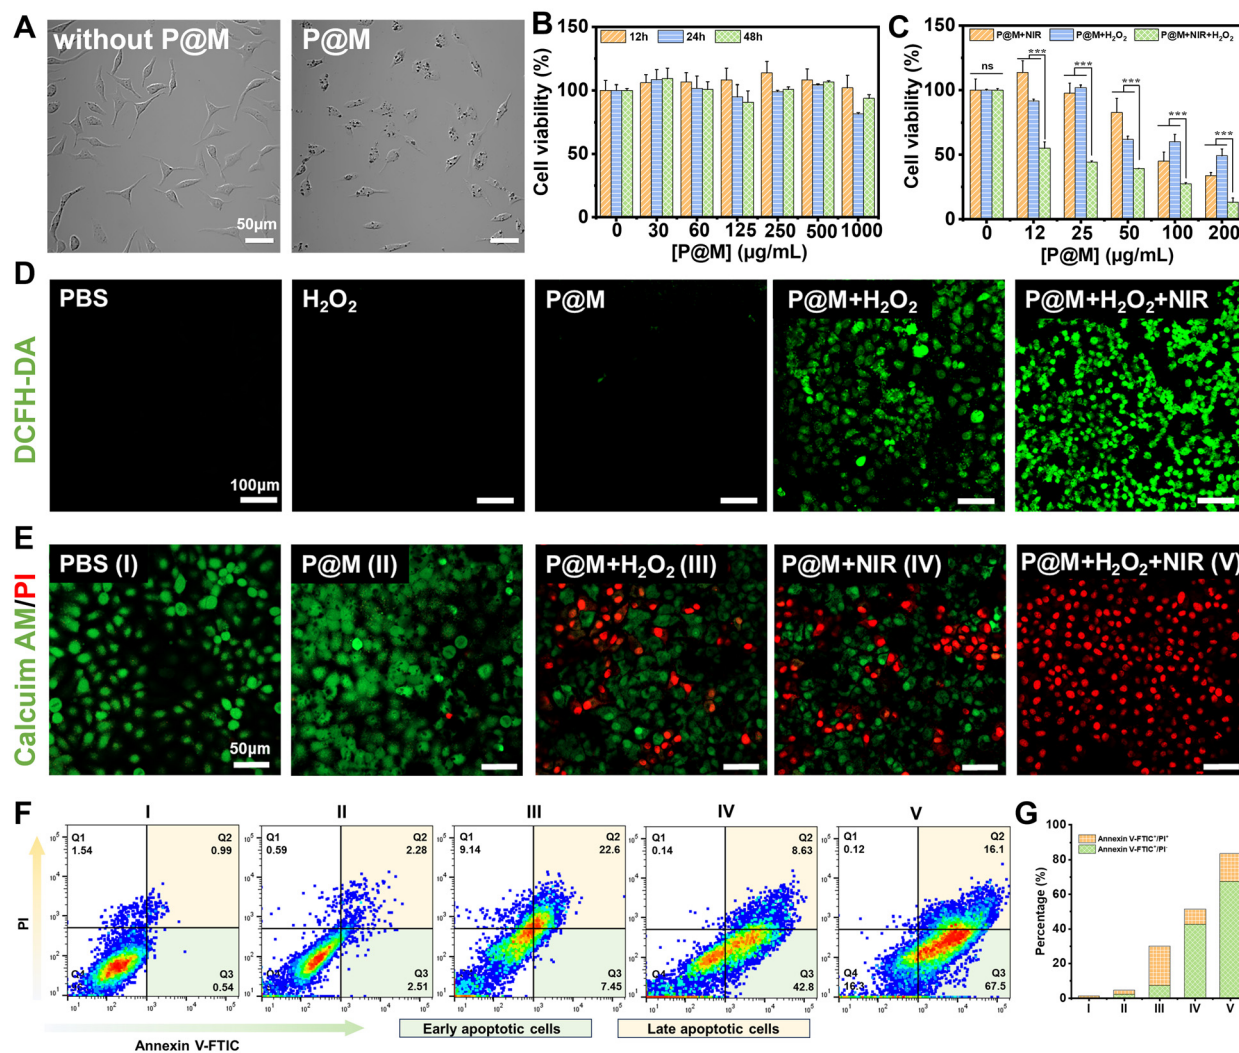 A
without P@M
50μm
P@M
B
Cell viability (%)
150
100
50
0
12h
24h
48h
0 30 60 125 250 500 1000
[P@M] (μg/mL)
C
Cell viability (%)
150
100
50
0
P@M+NIR
P@M+H₂O₂
P@M+NIR+H₂O₂
ns
***
***
***
***
***
0 12 25 50 100 200
[P@M] (μg/mL)
D
DCFH-DA
PBS
100μm
H₂O₂
P@M
P@M+H₂O₂
P@M+H₂O₂+NIR
E
Calcuim AM/PI
PBS (I)
50μm
P@M (II)
P@M+H₂O₂ (III)
P@M+NIR (IV)
P@M+H₂O₂+NIR (V)
F
PI
I
Q1
1.54
Q2
0.99
Q3
0.54
II
Q1
0.59
Q2
2.28
Q3
2.51
III
Q1
9.14
Q2
22.6
Q3
7.45
IV
Q1
0.14
Q2
8.63
Q4
Q3
42.8
V
Q1
0.12
Q2
16.1
Q4
16.3
Q3
67.5
Annexin V-FTIC
Early apoptotic cells
Late apoptotic cells
G
Percentage (%)
100
80
60
40
20
0
Annexin V-FTIC⁺/PI⁺
Annexin V-FTIC⁺/PI⁻
I II III IV V